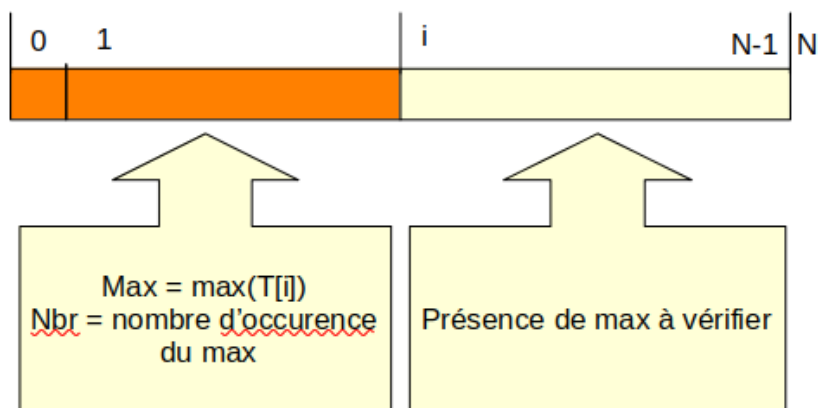 0 1 i N-1 N
Max = max(T[i])
Nbr = nombre d'occurence
du max
Présence de max à vérifier